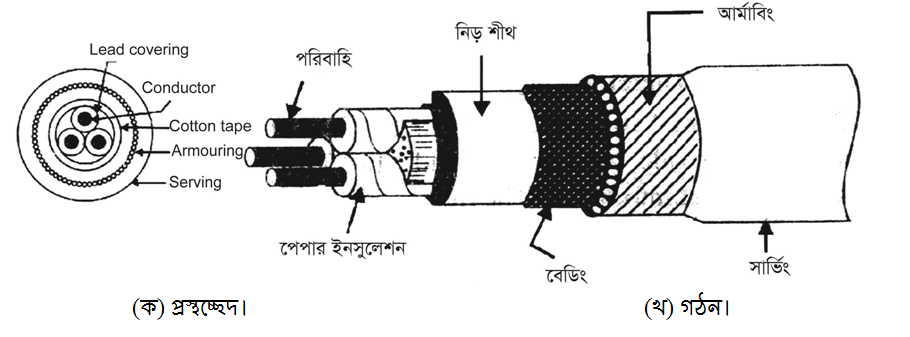 Lead covering
Conductor
Cotton tape
Armouring
Serving
পরিবাহি
নিড় শীথ
আর্মাবিং
পেপার ইনসুলেশন
বেডিং
সার্ভিং
(ক) প্রস্থচ্ছেদ।
(খ) গঠন।